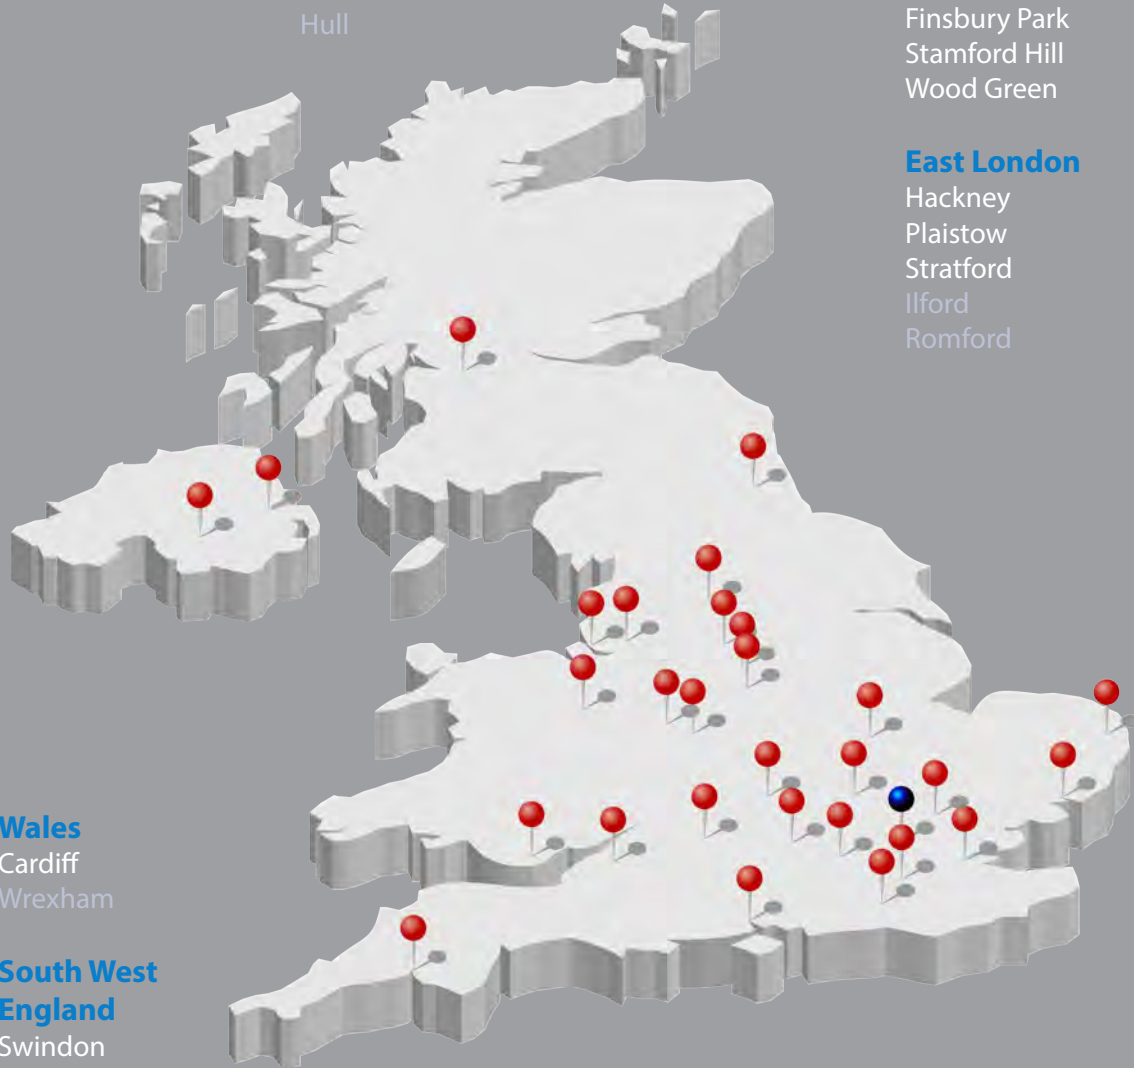 Hull
Finsbury Park
Stamford Hill
Wood Green
East London
Hackney
Plaistow
Stratford
Ilford
Romford
Wales
Cardiff
Wrexham
South West
England
Swindon